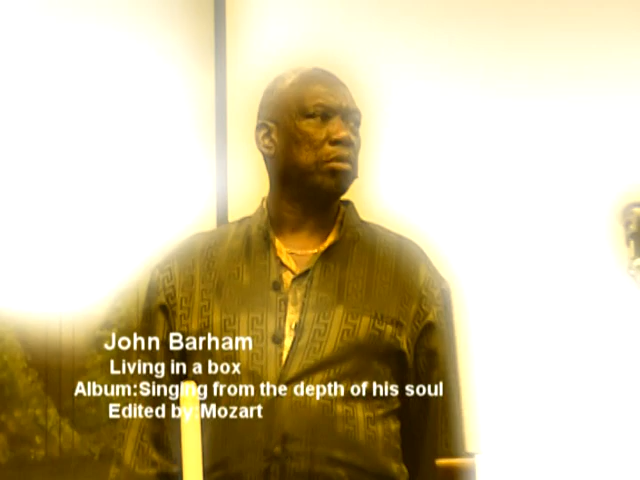 John Barham
Living in a box
Album:Singing from the depth of his soul
Edited by Mozart